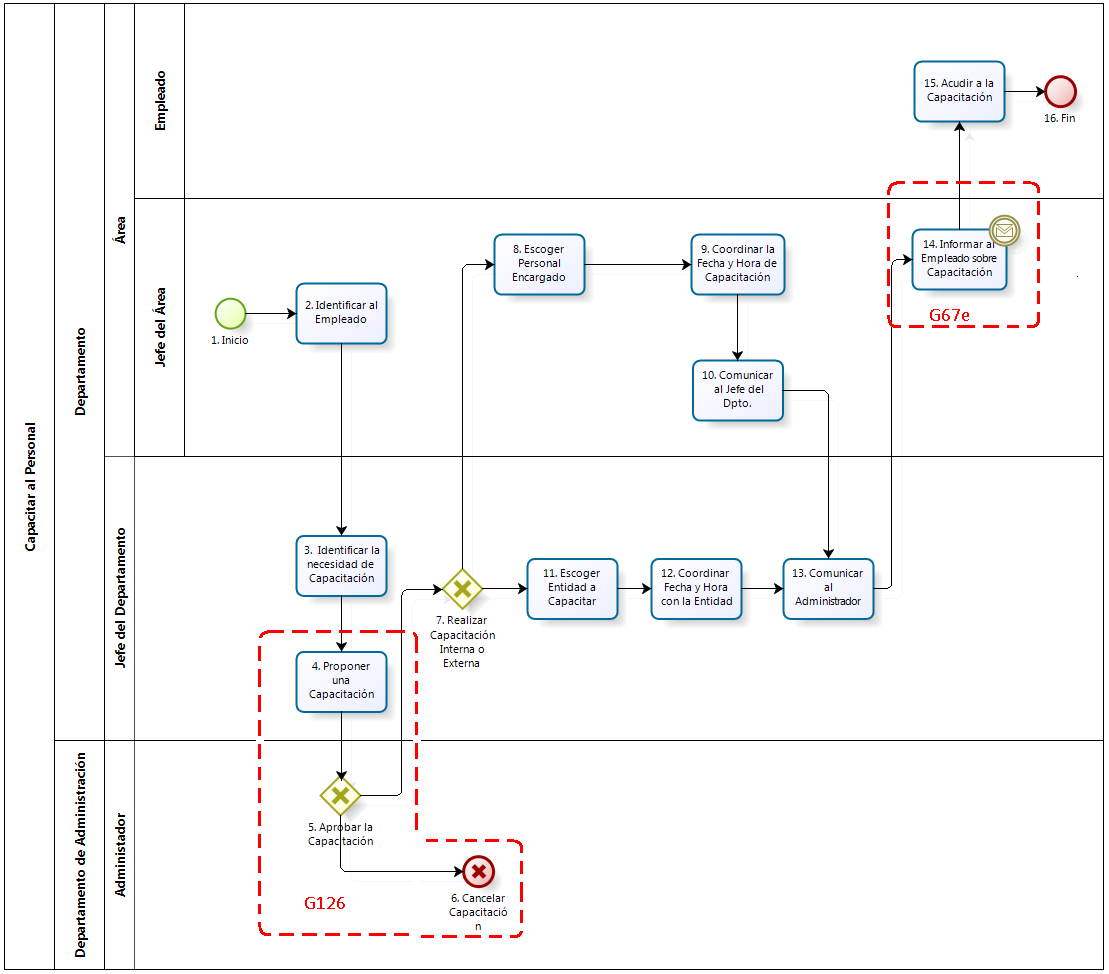 Capacitar al Personal
Departamento
Área
Empleado
15. Acudir a la
Capacitación
16. Fin
Jefe del Área
1. Inicio
2. Identificar al
Empleado
8. Escoger
Personal
Encargado
9. Coordinar la
Fecha y Hora de
Capacitación
10. Comunicar
al Jefe del
Dpto.
14. Informar al
Empleado sobre
Capacitación
G67e
Jefe del Departamento
3. Identificar la
necesidad de
Capacitación
4. Proponer
una
Capacitación
7. Realizar
Capacitación
Interna o
Externa
11. Escoger
Entidad a
Capacitar
12. Coordinar
Fecha y Hora
con la Entidad
13. Comunicar
al
Administrador
Departamento de Administración
Administador
5. Aprobar la
Capacitación
6. Cancelar
Capacitació
n
G126